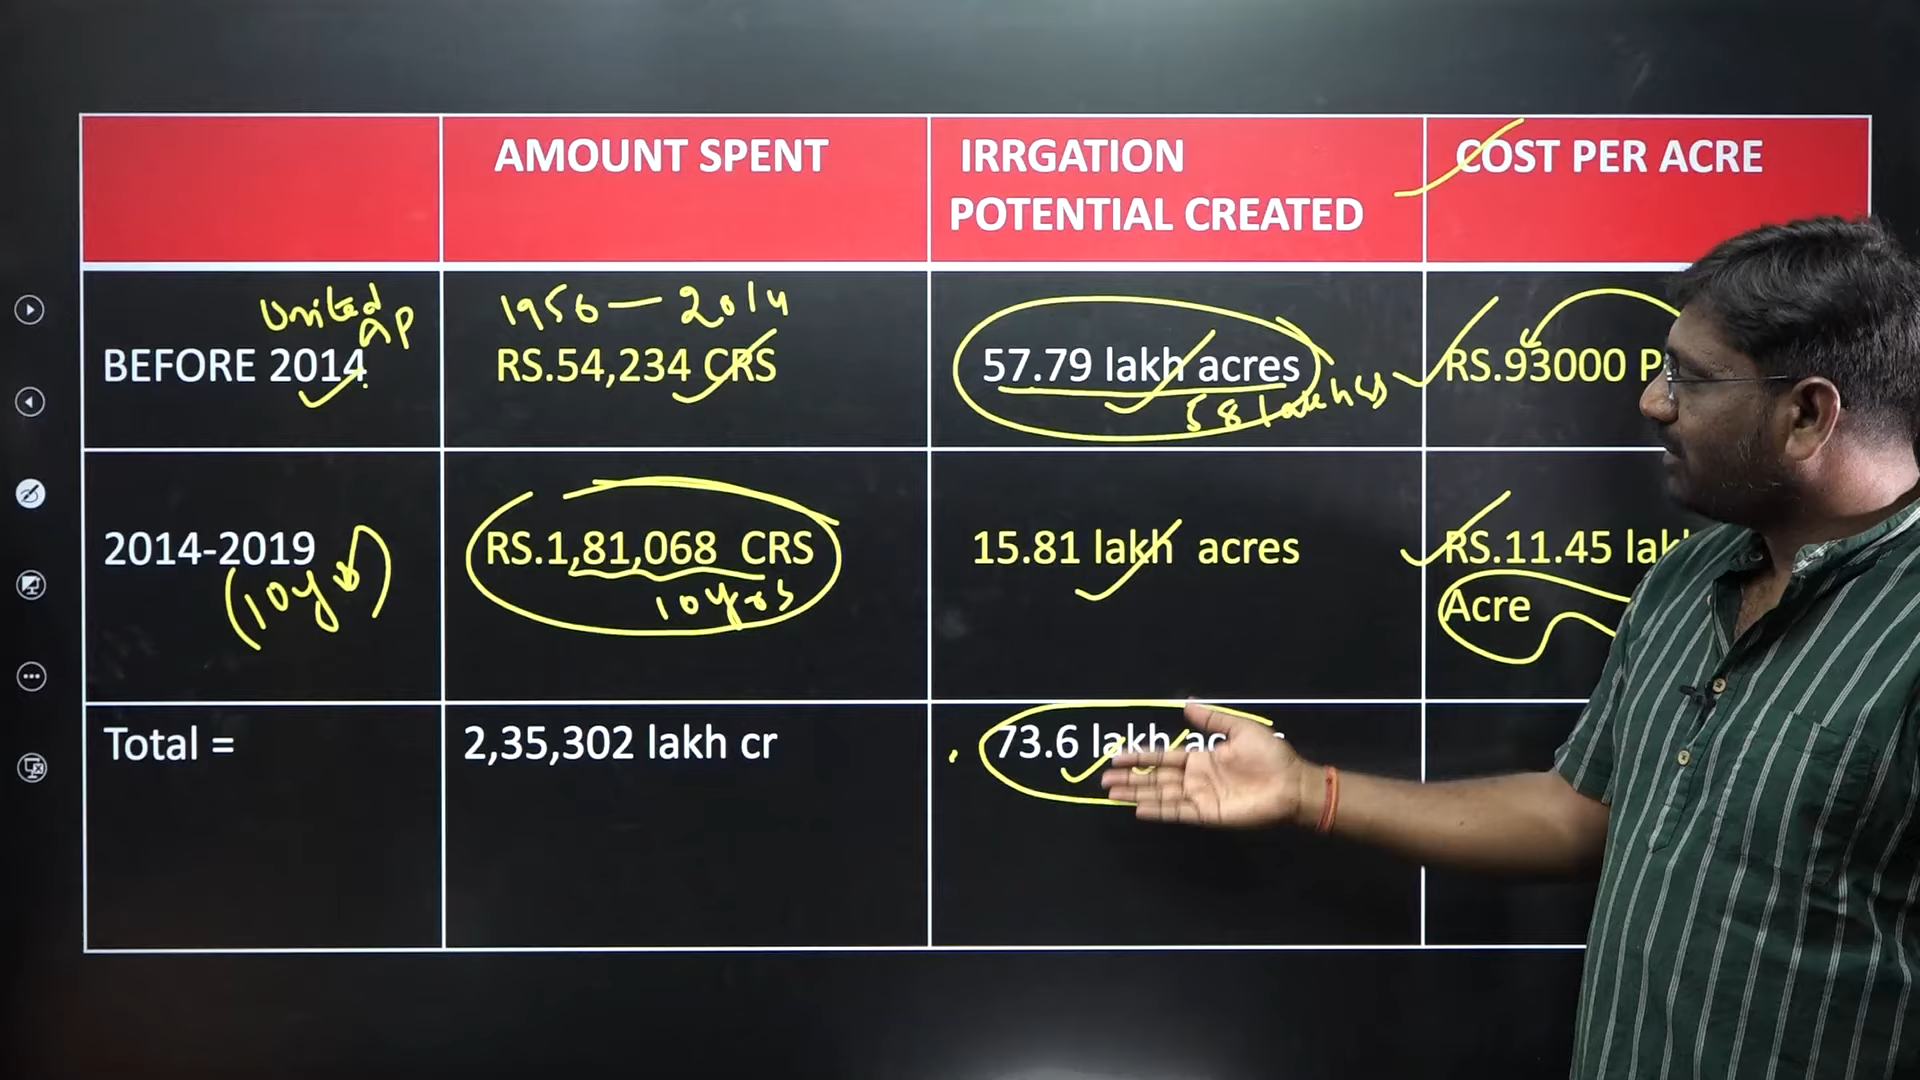 AMOUNT SPENT
IRRGATION
POTENTIAL CREATED
COST PER ACRE
United
AP
BEFORE 2014
1956 — 2014
RS.54,234 CRS
57.79 lakh acres
58 lakhs
RS.93000 P
2014-2019
(10yrs)
RS.1,81,068 CRS
10yrs
15.81 lakh acres
RS.11.45 lakh
Acre
Total =
2,35,302 lakh cr
73.6 lakh acres